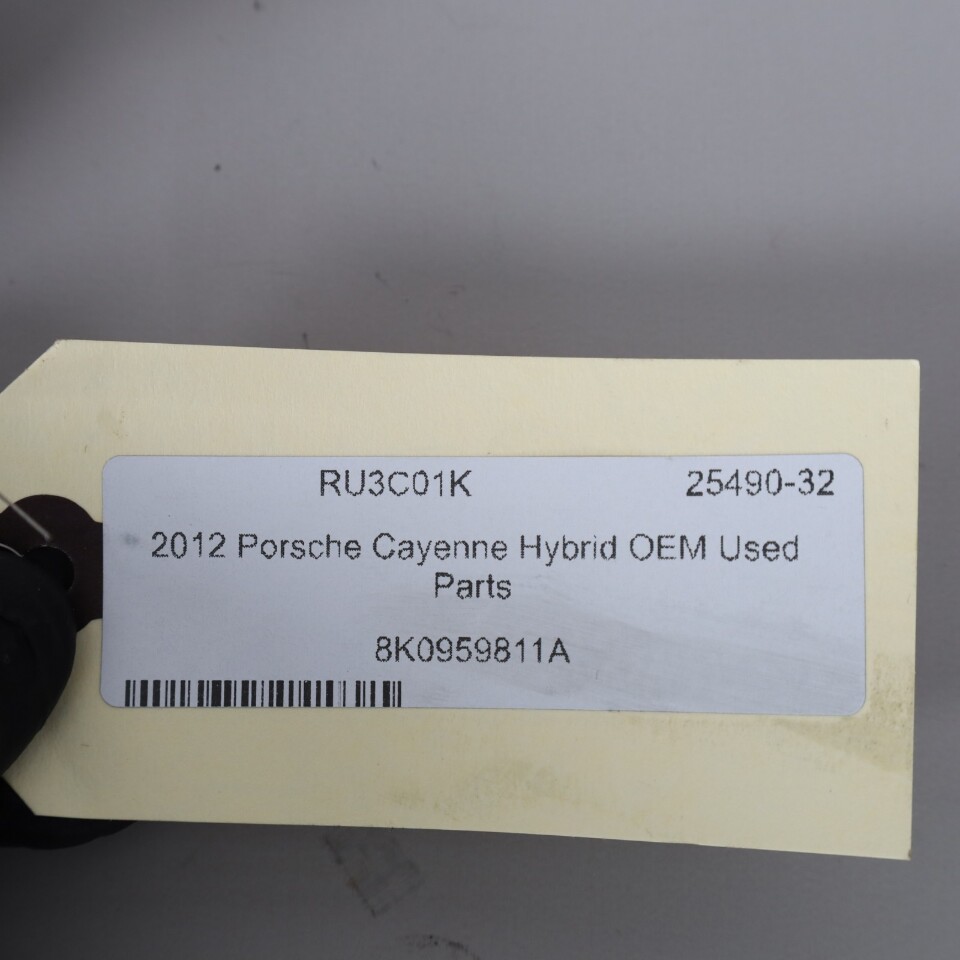 RU3C01K 25490-32
2012 Porsche Cayenne Hybrid OEM Used
Parts
8K0959811A